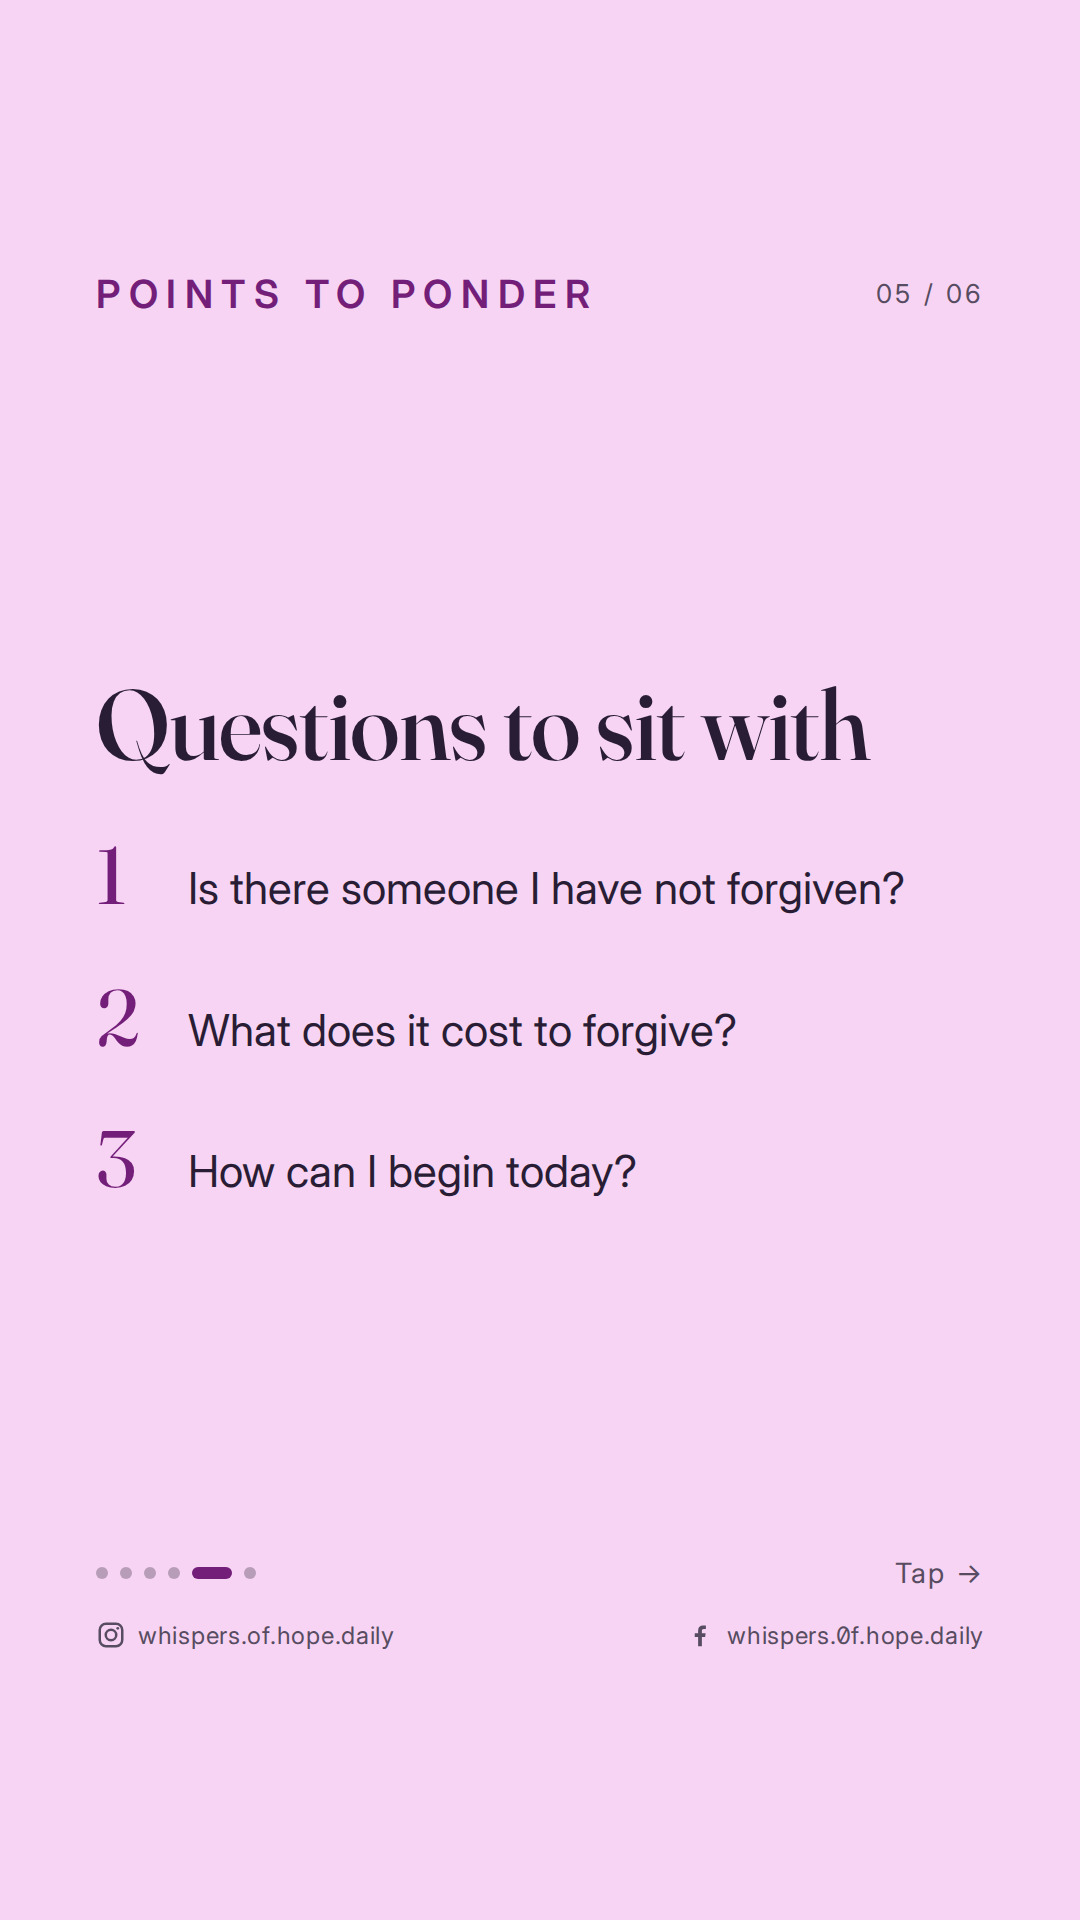 POINTS TO PONDER
05 / 06
Questions to sit with
1 Is there someone I have not forgiven?
2 What does it cost to forgive?
3 How can I begin today?
Tap →
whispers.of.hope.daily
whispers.0f.hope.daily